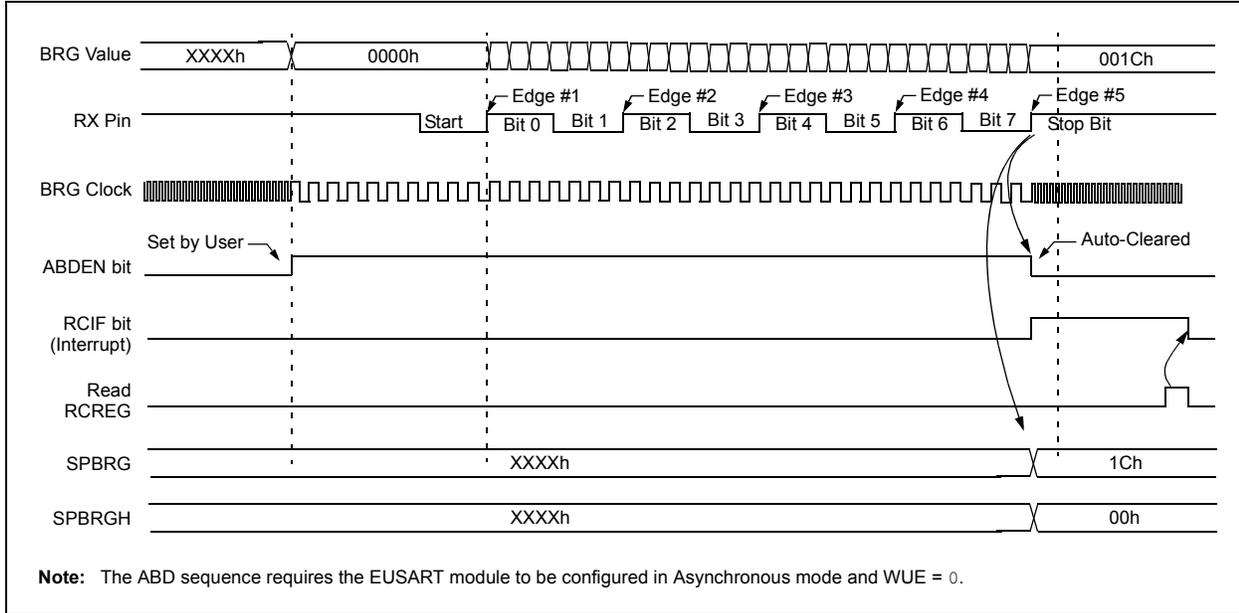 BRG Value
XXXXh
0000h
001Ch
Edge #1
Edge #2
Edge #3
Edge #4
Edge #5
RX Pin
Start
Bit 0
Bit 1
Bit 2
Bit 3
Bit 4
Bit 5
Bit 6
Bit 7
Stop Bit
BRG Clock
Set by User
Auto-Cleared
ABDEN bit
RCIF bit
(Interrupt)
Read
RCREG
SPBRG
XXXXh
1Ch
SPBRGH
XXXXh
00h
Note: The ABD sequence requires the EUSART module to be configured in Asynchronous mode and WUE = 0.